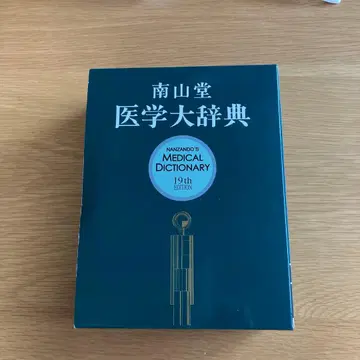 南山堂
医学大辞典
NANZANDO'S
MEDICAL
DICTIONARY
19th
EDITION